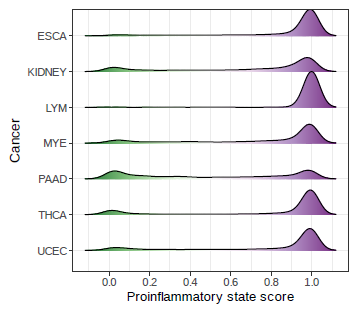 ESCA
KIDNEY
LYM
MYE
PAAD
THCA
UCEC
Cancer
0.0 0.2 0.4 0.6 0.8 1.0
Proinflammatory state score